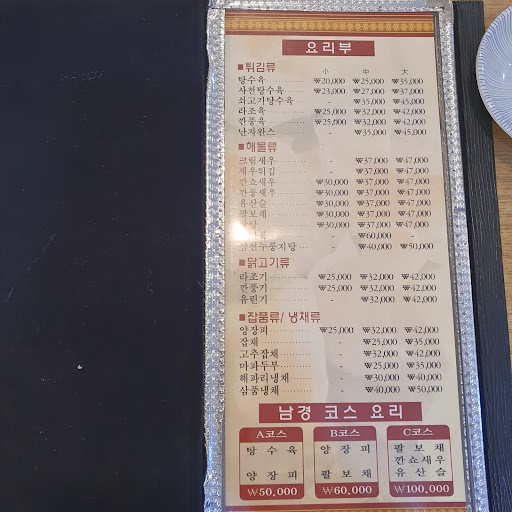 요리부
■튀김류 小 中 大
탕수육 ₩20,000 ₩25,000 ₩35,000
사천탕수육 ₩23,000 ₩27,000 ₩37,000
쇠고기탕수육 - ₩35,000 ₩45,000
라조육 ₩25,000 ₩32,000 ₩42,000
깐풍육 ₩25,000 ₩32,000 ₩42,000
난자완스 - ₩35,000 ₩45,000
■해물류
크림새우 - ₩37,000 ₩47,000
새우튀김 - ₩37,000 ₩47,000
깐쇼새우 ₩30,000 ₩37,000 ₩47,000
깐풍새우 ₩30,000 ₩37,000 ₩47,000
유산슬 ₩30,000 ₩37,000 ₩47,000
팔보채 ₩30,000 ₩37,000 ₩47,000
₩30,000 ₩37,000 ₩47,000
- ₩60,000 -
삼선누룽지탕 - ₩40,000 ₩50,000
■닭고기류
라조기 ₩25,000 ₩32,000 ₩42,000
깐풍기 ₩25,000 ₩32,000 ₩42,000
유린기 - ₩32,000 ₩42,000
■잡품류/ 냉채류
양장피 ₩25,000 ₩32,000 ₩42,000
잡채 - ₩25,000 ₩35,000
고추잡채 - ₩32,000 ₩42,000
마파두부 - ₩25,000 ₩35,000
해파리냉채 - ₩30,000 ₩40,000
삼품냉채 - ₩40,000 ₩50,000
남경 코스 요리
A코스 B코스 C코스
탕수육 양장피 팔보채
깐쇼새우
양장피 팔보채 유산슬
₩50,000 ₩60,000 ₩100,000